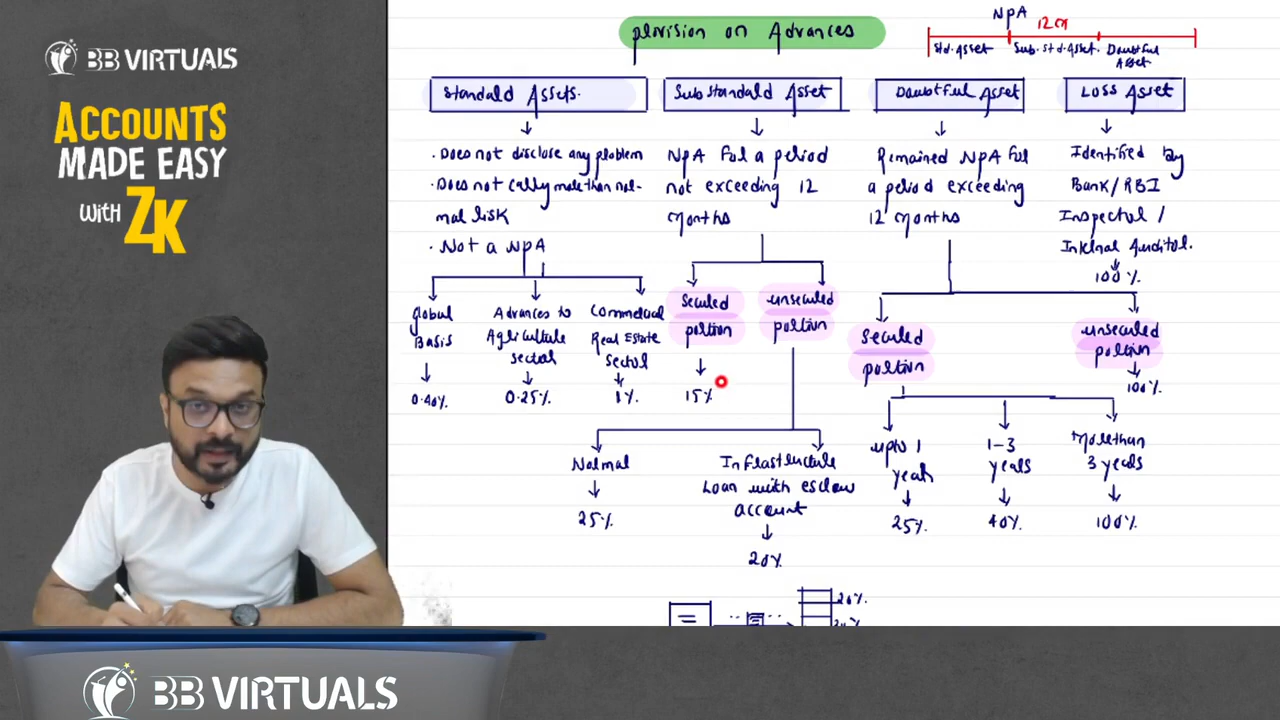 BB VIRTUALS
ACCOUNTS
MADE EASY
with ZK
Provision on Advances
NPA
12m
Std. Asset
Sub. std. Asset.
Doubtful
Asset
Standard Assets.
Substandard Asset
Doubtful Asset
Loss Asset
. Does not disclose any problem
. Does not carry more than nor-
mal risk
. Not a NPA
NPA for a period
not exceeding 12
Months
Remained NPA for
a period exceeding
12 months
Identified by
Bank/RBI
Inspector/
Internal Auditor.
100%
Global
Basis
0.40%
Advances to
Agriculture
sector
0.25%
Commercial
Real Estate
Sector
1%
Secured
portion
15%
unsecured
portion
Secured
portion
unsecured
portion
100%
Normal
25%
Infrastructure
Loan with escrow
account
20%
upto 1
year
25%
1-3
years
40%
More than
3 years
100%
20%.
BB VIRTUALS